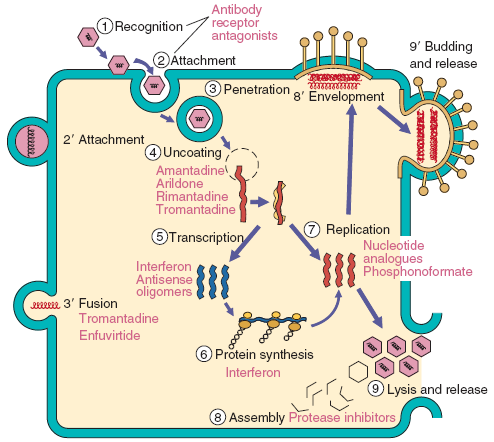 ① Recognition
Antibody
receptor
antagonists
② Attachment
③ Penetration
8′ Envelopment
9′ Budding
and release
2′ Attachment
④ Uncoating
Amantadine
Arildone
Rimantadine
Tromantadine
⑤ Transcription
Interferon
Antisense
oligomers
⑦ Replication
Nucleotide
analogues
Phosphonoformate
3′ Fusion
Tromantadine
Enfuvirtide
⑥ Protein synthesis
Interferon
⑨ Lysis and release
⑧ Assembly Protease inhibitors